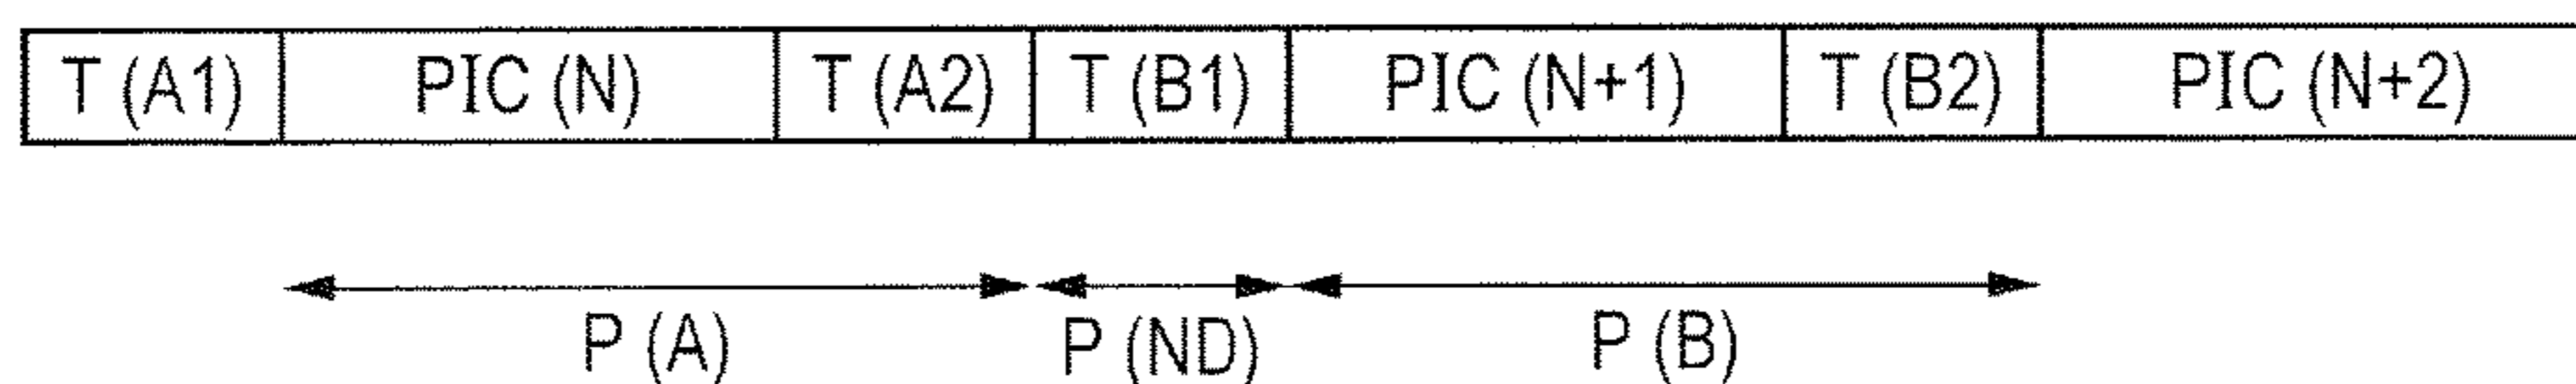 T (A1) PIC (N) T (A2) T (B1) PIC (N+1) T (B2) PIC (N+2)
P (A) P (ND) P (B)